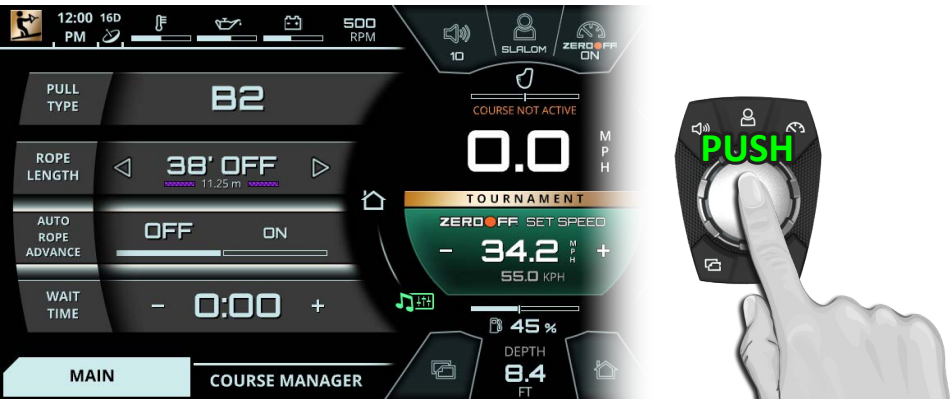 12:00 16D
PM
500
RPM
10
SLALOM
ZEROOFF
ON
PULL
TYPE
B2
COURSE NOT ACTIVE
0.0
M
P
H
ROPE
LENGTH
38' OFF
11.25 m
TOURNAMENT
AUTO
ROPE
ADVANCE
OFF
ON
ZEROOFF SET SPEED
- 34.2 MPH +
55.0 KPH
WAIT
TIME
- 0:00 +
45 %
DEPTH
8.4
FT
MAIN
COURSE MANAGER
PUSH